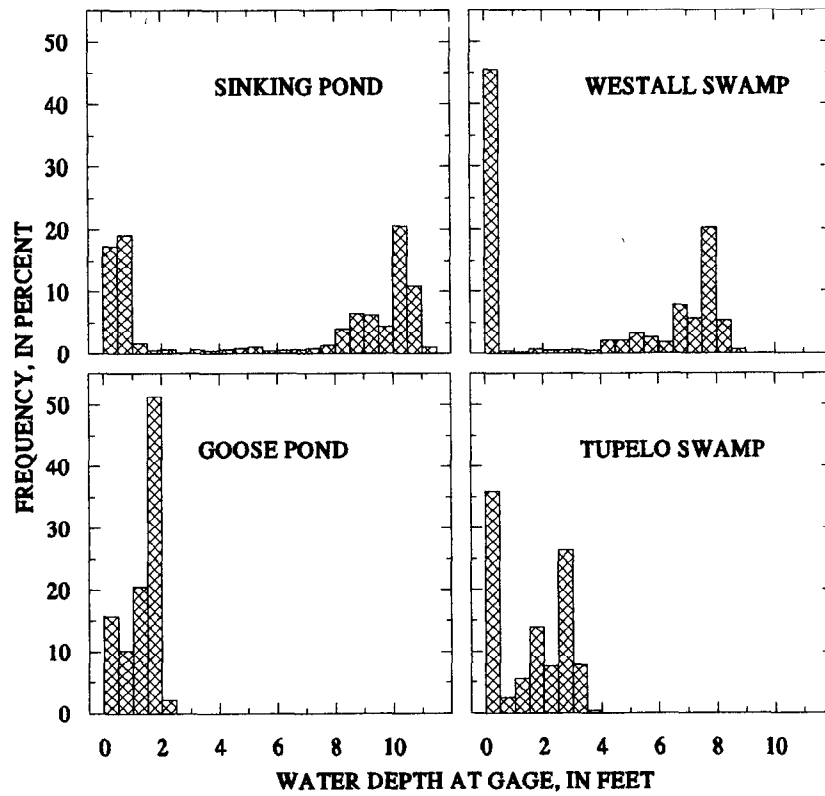 50
40
30
20
10
0
SINKING POND
WESTALL SWAMP
FREQUENCY, IN PERCENT
50
40
30
20
10
0
GOOSE POND
TUPELO SWAMP
0 2 4 6 8 10 0 2 4 6 8 10
WATER DEPTH AT GAGE, IN FEET